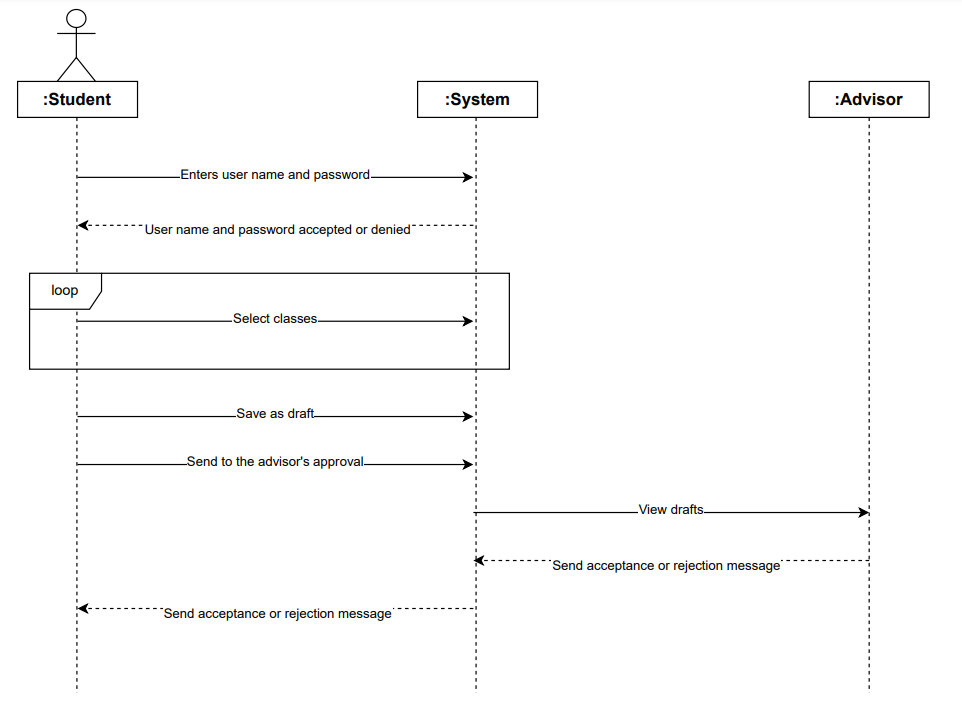 :Student
:System
:Advisor
Enters user name and password
User name and password accepted or denied
loop
Select classes
Save as draft
Send to the advisor's approval
View drafts
Send acceptance or rejection message
Send acceptance or rejection message